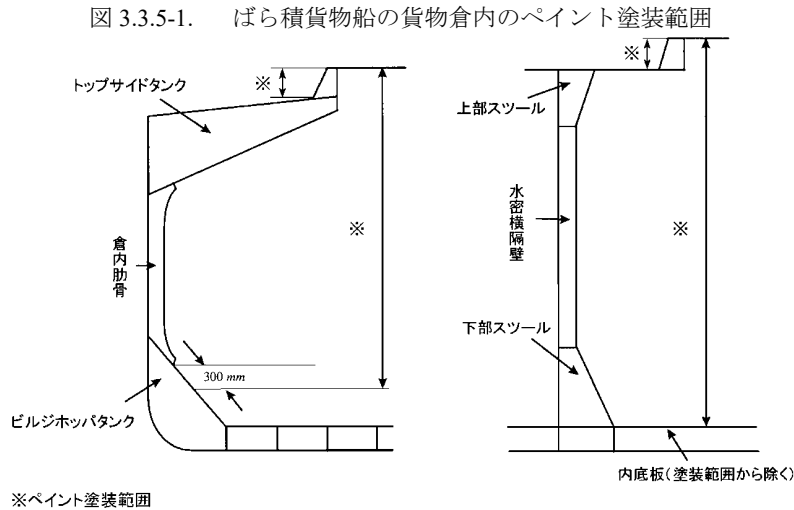 図 3.3.5-1. ばら積貨物船の貨物倉内のペイント塗装範囲
※
トップサイドタンク
※
倉内肋骨
300 mm
ビルジホッパタンク
※ペイント塗装範囲
※
上部スツール
水密横隔壁
※
下部スツール
内底板(塗装範囲から除く)